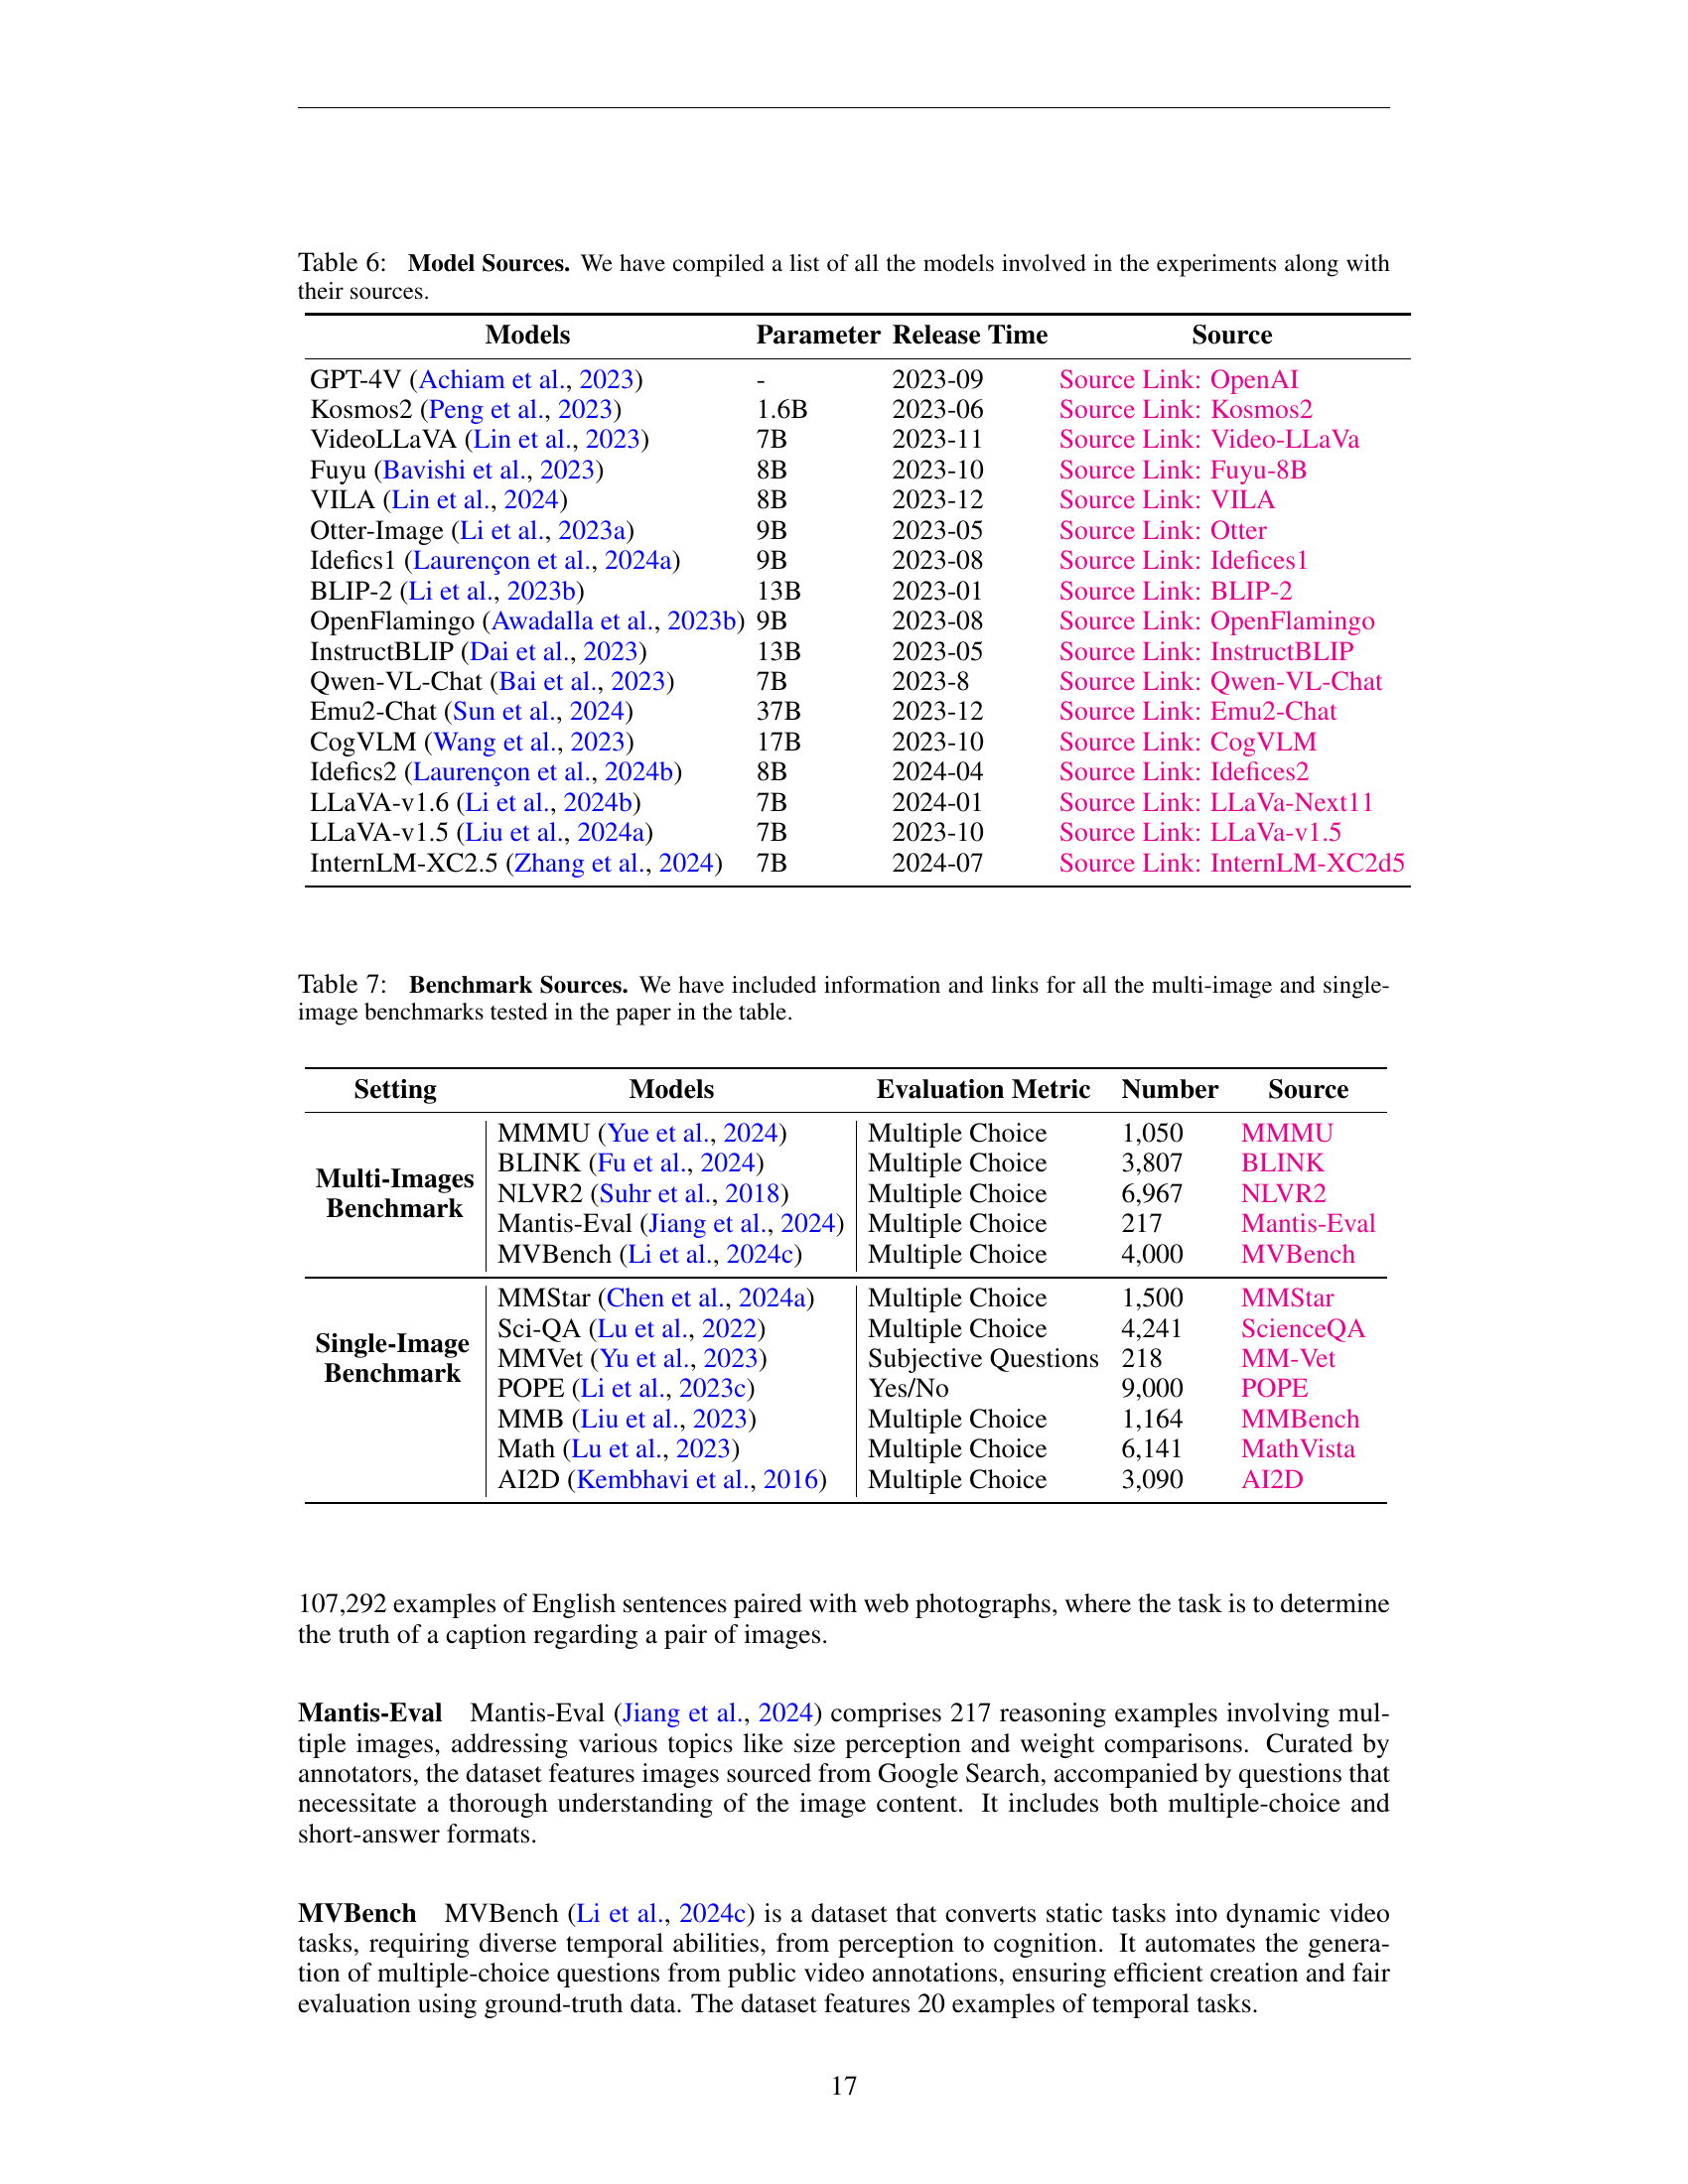 Table 6: Model Sources. We have compiled a list of all the models involved in the experiments along with
their sources.
Models Parameter Release Time Source
GPT-4V (Achiam et al., 2023) - 2023-09 Source Link: OpenAI
Kosmos2 (Peng et al., 2023) 1.6B 2023-06 Source Link: Kosmos2
VideoLLaVA (Lin et al., 2023) 7B 2023-11 Source Link: Video-LLaVa
Fuyu (Bavishi et al., 2023) 8B 2023-10 Source Link: Fuyu-8B
VILA (Lin et al., 2024) 8B 2023-12 Source Link: VILA
Otter-Image (Li et al., 2023a) 9B 2023-05 Source Link: Otter
Idefics1 (Laurençon et al., 2024a) 9B 2023-08 Source Link: Idefices1
BLIP-2 (Li et al., 2023b) 13B 2023-01 Source Link: BLIP-2
OpenFlamingo (Awadalla et al., 2023b) 9B 2023-08 Source Link: OpenFlamingo
InstructBLIP (Dai et al., 2023) 13B 2023-05 Source Link: InstructBLIP
Qwen-VL-Chat (Bai et al., 2023) 7B 2023-8 Source Link: Qwen-VL-Chat
Emu2-Chat (Sun et al., 2024) 37B 2023-12 Source Link: Emu2-Chat
CogVLM (Wang et al., 2023) 17B 2023-10 Source Link: CogVLM
Idefics2 (Laurençon et al., 2024b) 8B 2024-04 Source Link: Idefices2
LLaVA-v1.6 (Li et al., 2024b) 7B 2024-01 Source Link: LLaVa-Next11
LLaVA-v1.5 (Liu et al., 2024a) 7B 2023-10 Source Link: LLaVa-v1.5
InternLM-XC2.5 (Zhang et al., 2024) 7B 2024-07 Source Link: InternLM-XC2d5
Table 7: Benchmark Sources. We have included information and links for all the multi-image and single-
image benchmarks tested in the paper in the table.
Setting Models Evaluation Metric Number Source
Multi-Images
Benchmark
MMMU (Yue et al., 2024) Multiple Choice 1,050 MMMU
BLINK (Fu et al., 2024) Multiple Choice 3,807 BLINK
NLVR2 (Suhr et al., 2018) Multiple Choice 6,967 NLVR2
Mantis-Eval (Jiang et al., 2024) Multiple Choice 217 Mantis-Eval
MVBench (Li et al., 2024c) Multiple Choice 4,000 MVBench
Single-Image
Benchmark
MMStar (Chen et al., 2024a) Multiple Choice 1,500 MMStar
Sci-QA (Lu et al., 2022) Multiple Choice 4,241 ScienceQA
MMVet (Yu et al., 2023) Subjective Questions 218 MM-Vet
POPE (Li et al., 2023c) Yes/No 9,000 POPE
MMB (Liu et al., 2023) Multiple Choice 1,164 MMBench
Math (Lu et al., 2023) Multiple Choice 6,141 MathVista
AI2D (Kembhavi et al., 2016) Multiple Choice 3,090 AI2D
107,292 examples of English sentences paired with web photographs, where the task is to determine
the truth of a caption regarding a pair of images.
Mantis-Eval Mantis-Eval (Jiang et al., 2024) comprises 217 reasoning examples involving mul-
tiple images, addressing various topics like size perception and weight comparisons. Curated by
annotators, the dataset features images sourced from Google Search, accompanied by questions that
necessitate a thorough understanding of the image content. It includes both multiple-choice and
short-answer formats.
MVBench MVBench (Li et al., 2024c) is a dataset that converts static tasks into dynamic video
tasks, requiring diverse temporal abilities, from perception to cognition. It automates the genera-
tion of multiple-choice questions from public video annotations, ensuring efficient creation and fair
evaluation using ground-truth data. The dataset features 20 examples of temporal tasks.
17